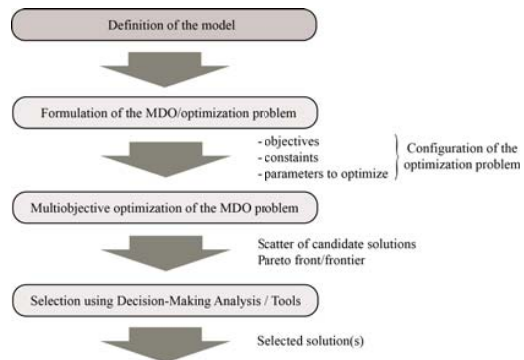 Definition of the model
Formulation of the MDO/optimization problem
- objectives
- constaints
- parameters to optimize
Configuration of the
optimization problem
Multiobjective optimization of the MDO problem
Scatter of candidate solutions
Pareto front/frontier
Selection using Decision-Making Analysis / Tools
Selected solution(s)